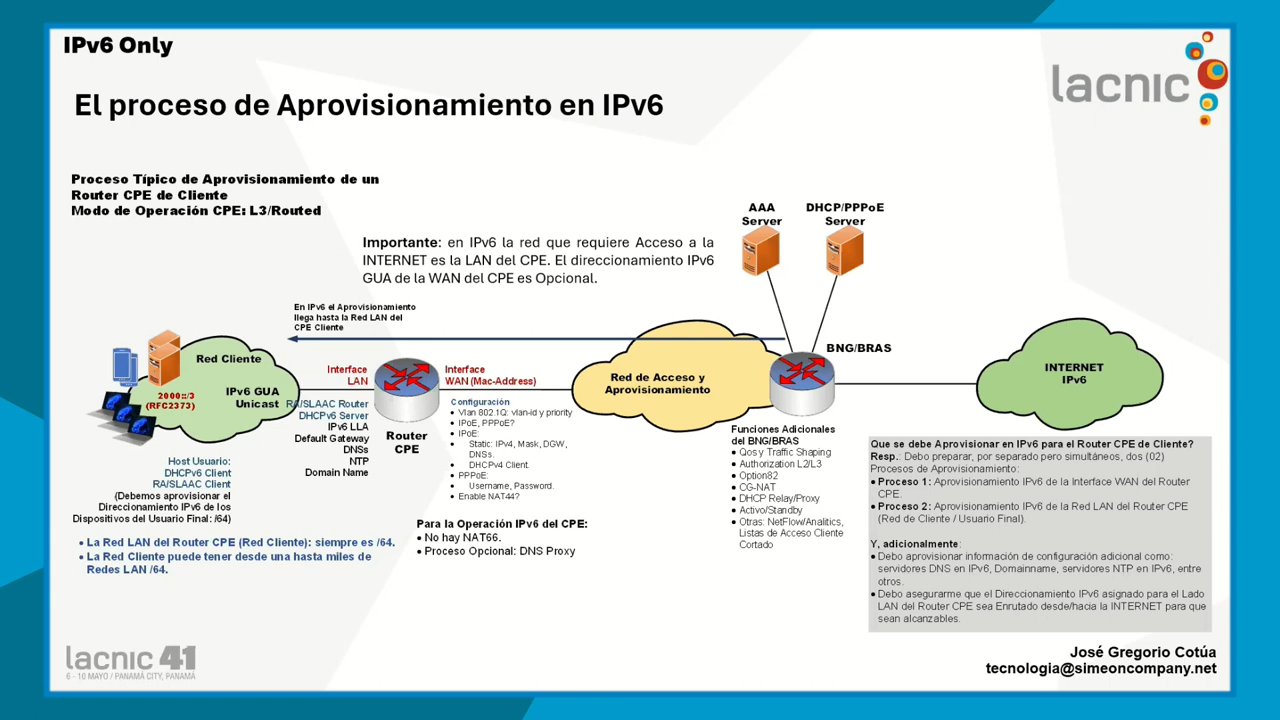 IPv6 Only
lacnic
El proceso de Aprovisionamiento en IPv6
Proceso Típico de Aprovisionamiento de un
Router CPE de Cliente
Modo de Operación CPE: L3/Routed
AAA
Server
DHCP/PPPoE
Server
Importante: en IPv6 la red que requiere Acceso a la
INTERNET es la LAN del CPE. El direccionamiento IPv6
GUA de la WAN del CPE es Opcional.
En IPv6 el Aprovisionamiento
llega hasta la Red LAN del
CPE Cliente
BNG/BRAS
Red Cliente
IPv6 GUA
Unicast
2000::/3
(RFC2373)
Interface
LAN
Interface
WAN (Mac-Address)
Red de Acceso y
Aprovisionamiento
INTERNET
IPv6
RA/SLAAC Router
DHCPv6 Server
IPv6 LLA
Default Gateway
DNSs
NTP
Domain Name
Router
CPE
Configuración
• Vlan 802.1Q: vlan-id y priority
• IPoE, PPPoE?
• IPoE:
• Static: IPv4, Mask, DGW,
DNSs.
• DHCPv4 Client.
• PPPoE:
• Username, Password.
• Enable NAT44?
Funciones Adicionales
del BNG/BRAS
• Qos y Traffic Shaping
• Authorization L2/L3
• Option82
• CG-NAT
• DHCP Relay/Proxy
• Activo/Standby
• Otras: NetFlow/Analitics,
Listas de Acceso Cliente
Cortado
Host Usuario:
DHCPv6 Client
RA/SLAAC Client
(Debemos aprovisionar el
Direccionamiento IPv6 de los
Dispositivos del Usuario Final: /64)
• La Red LAN del Router CPE (Red Cliente): siempre es /64.
• La Red Cliente puede tener desde una hasta miles de
Redes LAN /64.
Para la Operación IPv6 del CPE:
• No hay NAT66.
• Proceso Opcional: DNS Proxy
Que se debe Aprovisionar en IPv6 para el Router CPE de Cliente?
Resp.: Debo preparar, por separado pero simultáneos, dos (02)
Procesos de Aprovisionamiento:
• Proceso 1: Aprovisionamiento IPv6 de la Interface WAN del Router
CPE.
• Proceso 2: Aprovisionamiento IPv6 de la Red LAN del Router CPE
(Red de Cliente / Usuario Final).
Y, adicionalmente:
• Debo aprovisionar información de configuración adicional como:
servidores DNS en IPv6, Domainname, servidores NTP en IPv6, entre
otros.
• Debo asegurarme que el Direccionamiento IPv6 asignado para el Lado
LAN del Router CPE sea Enrutado desde/hacia la INTERNET para que
sean alcanzables.
lacnic 41
6 - 10 MAYO / PANAMÁ CITY, PANAMÁ
José Gregorio Cotúa
tecnologia@simeoncompany.net